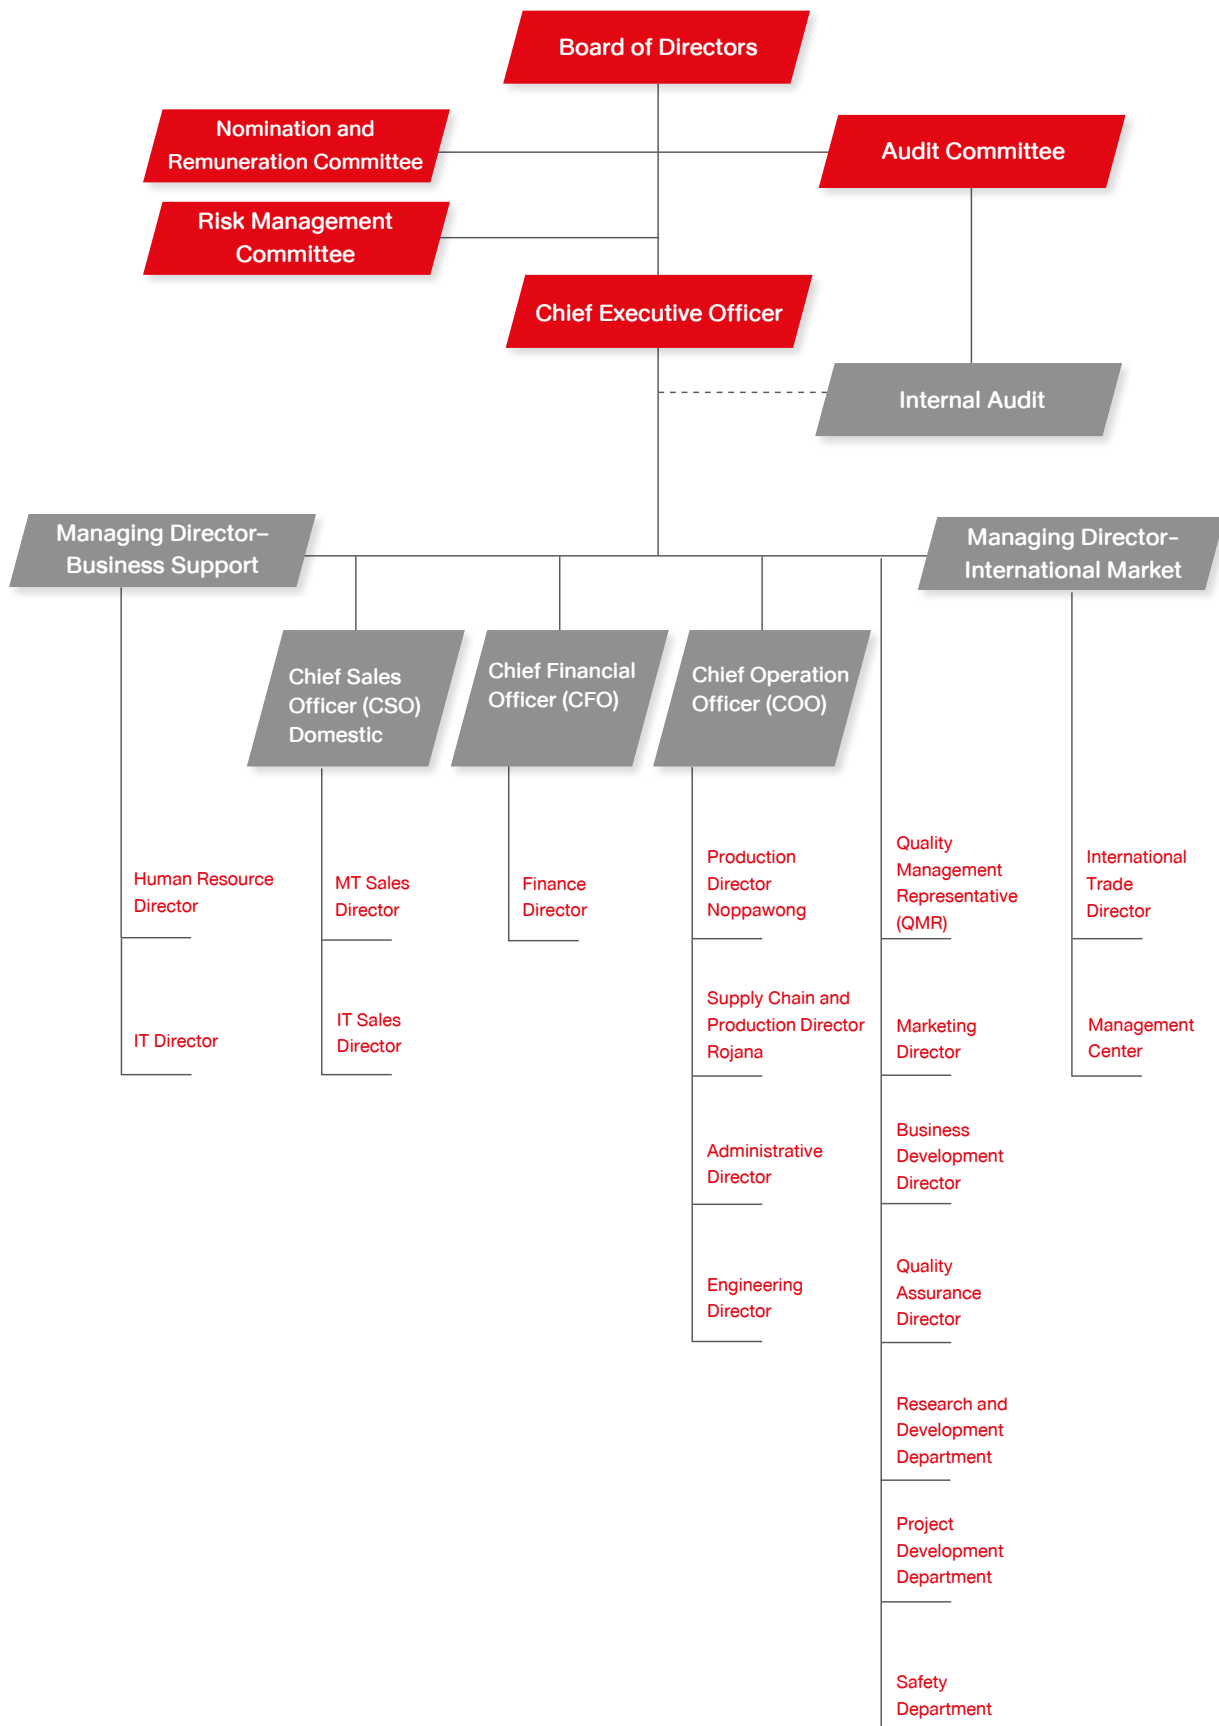 Board of Directors
Nomination and
Remuneration Committee
Audit Committee
Risk Management
Committee
Chief Executive Officer
Internal Audit
Managing Director–
Business Support
Managing Director–
International Market
Chief Sales
Officer (CSO)
Domestic
Chief Financial
Officer (CFO)
Chief Operation
Officer (COO)
Human Resource
Director
IT Director
MT Sales
Director
IT Sales
Director
Finance
Director
Production
Director
Noppawong
Supply Chain and
Production Director
Rojana
Administrative
Director
Engineering
Director
Quality
Management
Representative
(QMR)
Marketing
Director
Business
Development
Director
Quality
Assurance
Director
Research and
Development
Department
Project
Development
Department
Safety
Department
International
Trade
Director
Management
Center